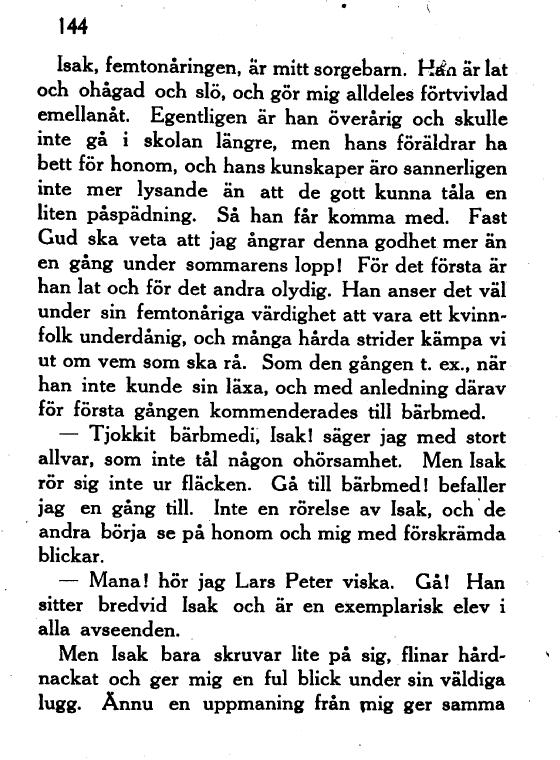 144
Isak, femtonåringen, är mitt sorgebarn. Han är lat
och ohågad och slö, och gör mig alldeles förtvivlad
emellanåt. Egentligen är han överårig och skulle
inte gå i skolan längre, men hans föräldrar ha
bett för honom, och hans kunskaper äro sannerligen
inte mer lysande än att de gott kunna tåla en
liten påspädning. Så han får komma med. Fast
Gud ska veta att jag ångrar denna godhet mer än
en gång under sommarens lopp! För det första är
han lat och för det andra olydig. Han anser det väl
under sin femtonåriga värdighet att vara ett kvinn-
folk underdånig, och många hårda strider kämpa vi
ut om vem som ska rå. Som den gången t. ex., när
han inte kunde sin läxa, och med anledning därav
för första gången kommenderades till bärbmed.
— Tjokkit bärbmedi, Isak! säger jag med stort
allvar, som inte tål någon ohörsamhet. Men Isak
rör sig inte ur fläcken. Gå till bärbmed! befaller
jag en gång till. Inte en rörelse av Isak, och de
andra börja se på honom och mig med förskrämda
blickar.
— Mana! hör jag Lars Peter viska. Gå! Han
sitter bredvid Isak och är en exemplarisk elev i
alla avseenden.
Men Isak bara skruvar lite på sig, flinar hård-
nackat och ger mig en ful blick under sin väldiga
lugg. Ännu en uppmaning från mig ger samma